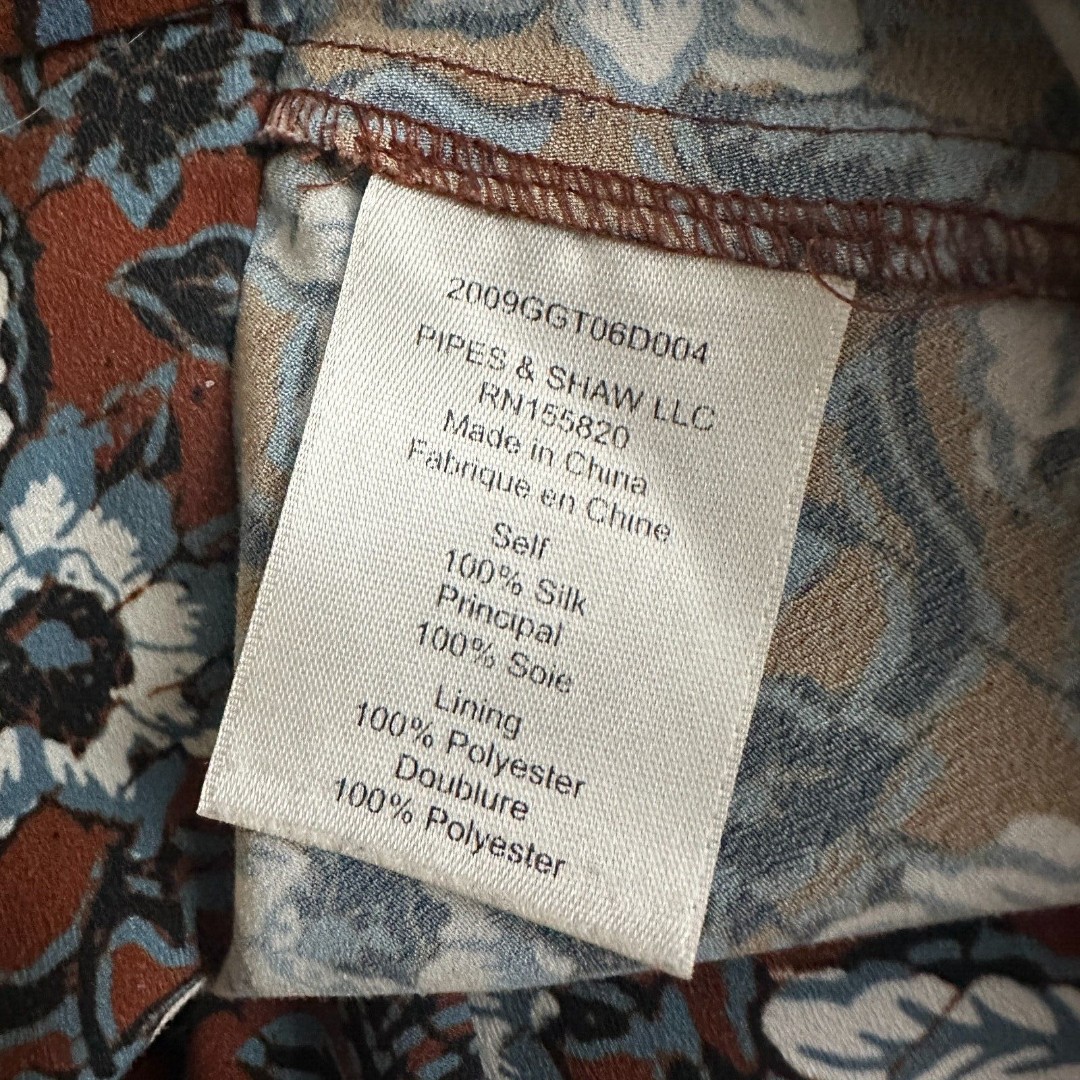 2009GGT06D004
PIPES & SHAW LLC
RN155820
Made in China
Fabrique en Chine
Self
100% Silk
Principal
100% Soie
Lining
100% Polyester
Doublure
100% Polyester